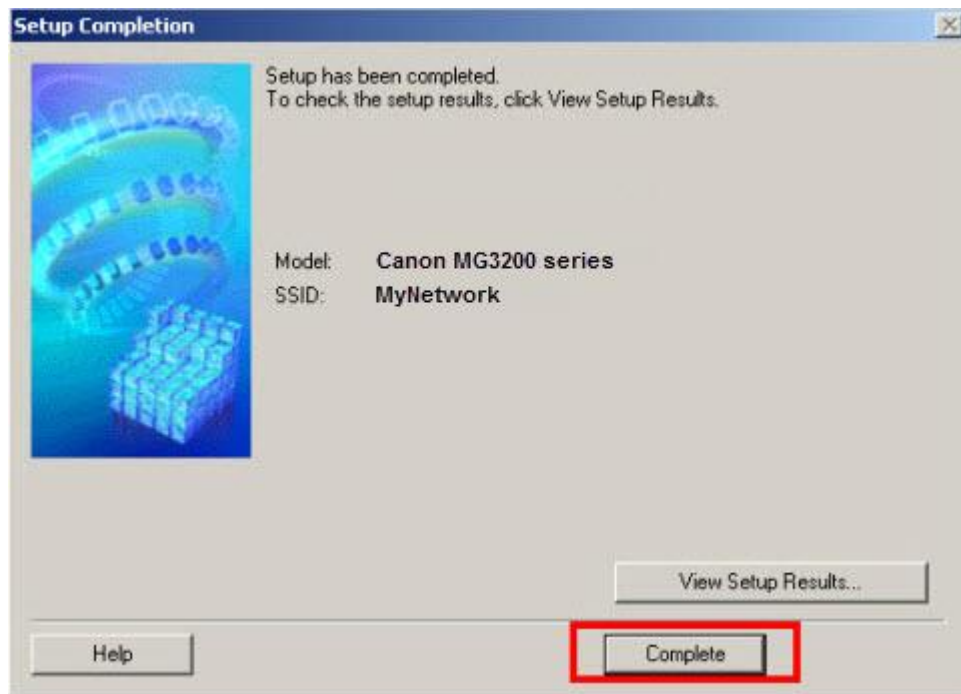 Setup Completion
Setup has been completed.
To check the setup results, click View Setup Results.
Model: Canon MG3200 series
SSID: MyNetwork
View Setup Results...
Help Complete